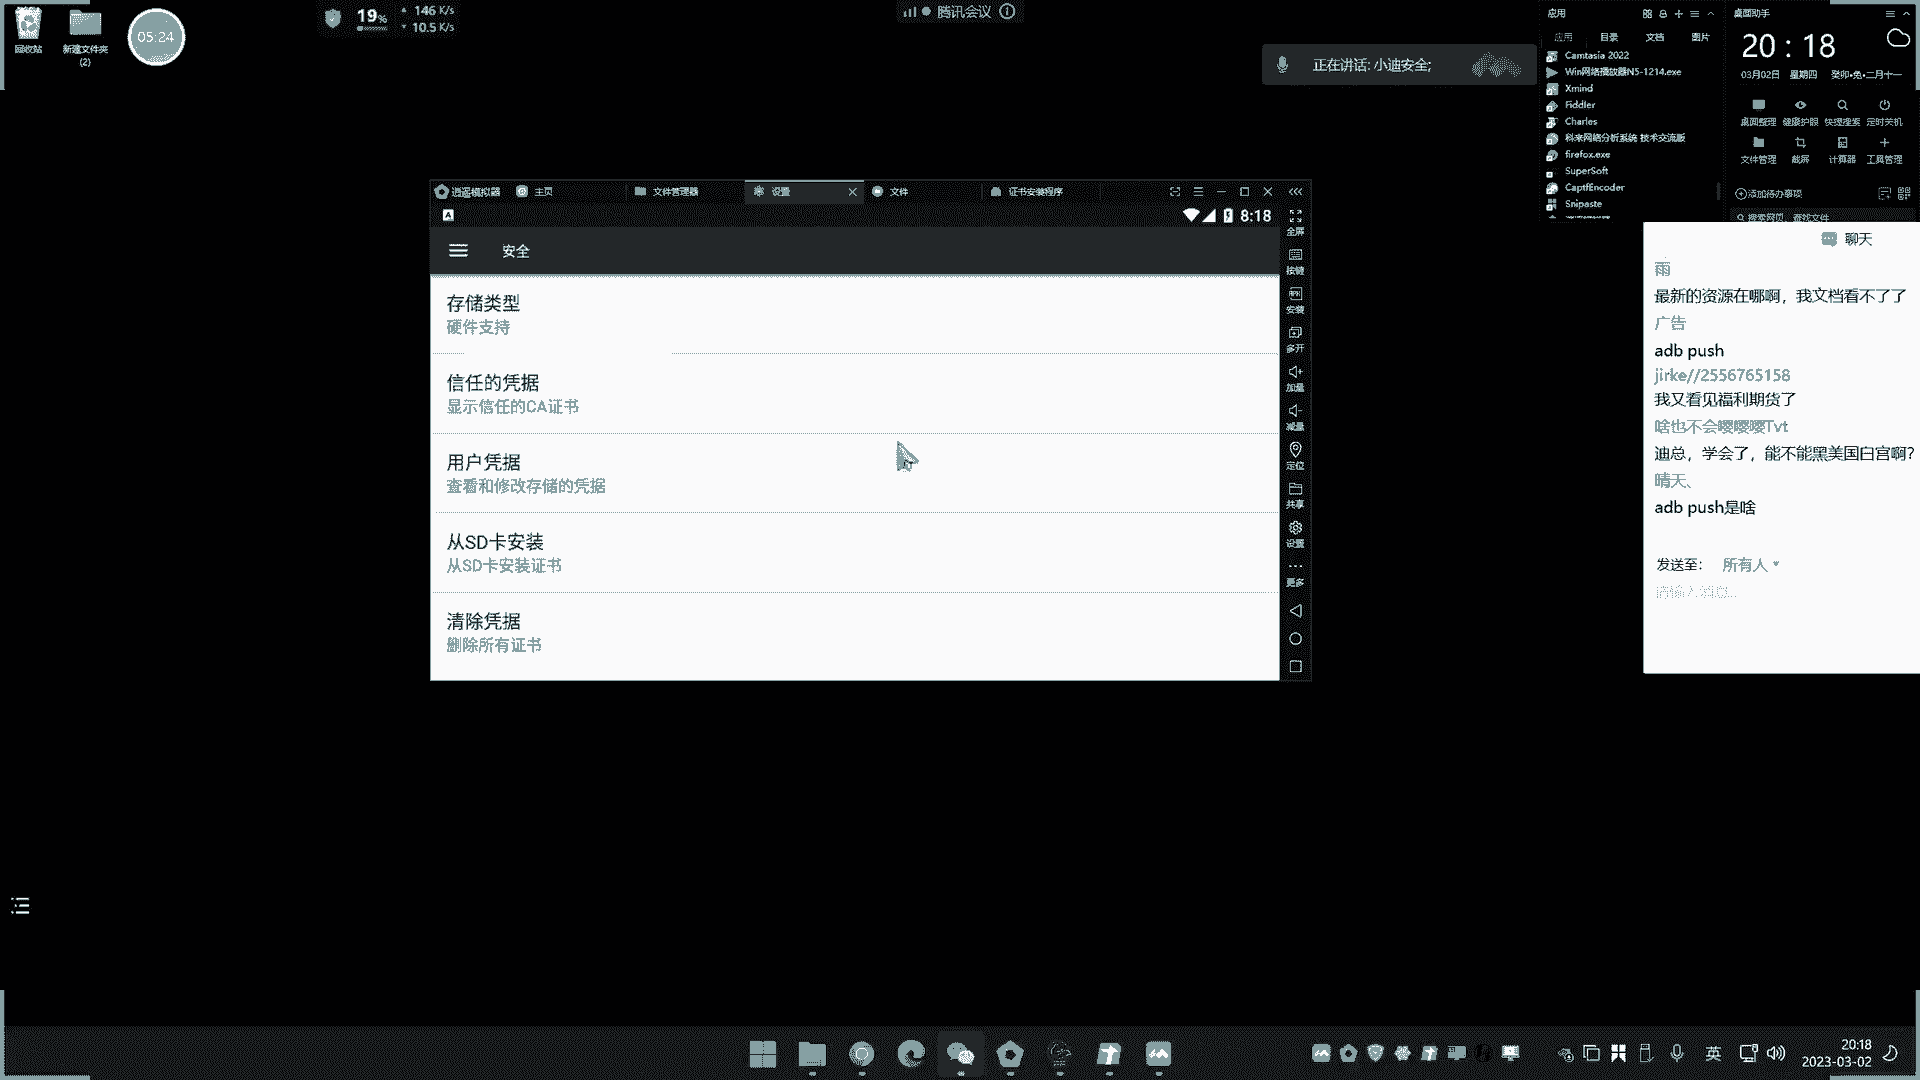 回收站
新建文件夹
(2)
05:24
19%
146 K/s
10.5 K/s
腾讯会议
正在讲话: 小迪安全;
应用
应用 目录 文档 图片
Camtasia 2022
Win网络播放器N5-1214.exe
Xmind
Fiddler
Charles
科来网络分析系统 技术交流版
firefox.exe
SuperSoft
CaptfEncoder
Snipaste
桌面助手
20 : 18
03月02日 星期四 癸卯•兔•二月十一
桌面整理 健康护眼 快捷搜索 定时关机
文件管理 截屏 计算器 工具管理
添加待办事项
搜索网页、查找文件
逍遥模拟器 主页 文件管理器 设置 文件 证书安装程序
A
8:18
安全
存储类型
硬件支持
信任的凭据
显示信任的CA证书
用户凭据
查看和修改存储的凭据
从SD卡安装
从SD卡安装证书
清除凭据
删除所有证书
全屏
按键
APK
安装
多开
加量
减量
定位
共享
设置
更多
聊天
雨
最新的资源在哪啊，我文档看不了了
广告
adb push
jirke//2556765158
我又看见福利期货了
啥也不会嘤嘤嘤Tvt
迪总，学会了，能不能黑美国白宫啊?
晴天、
adb push是啥
发送至: 所有人
请输入消息...
英
20:18
2023-03-02